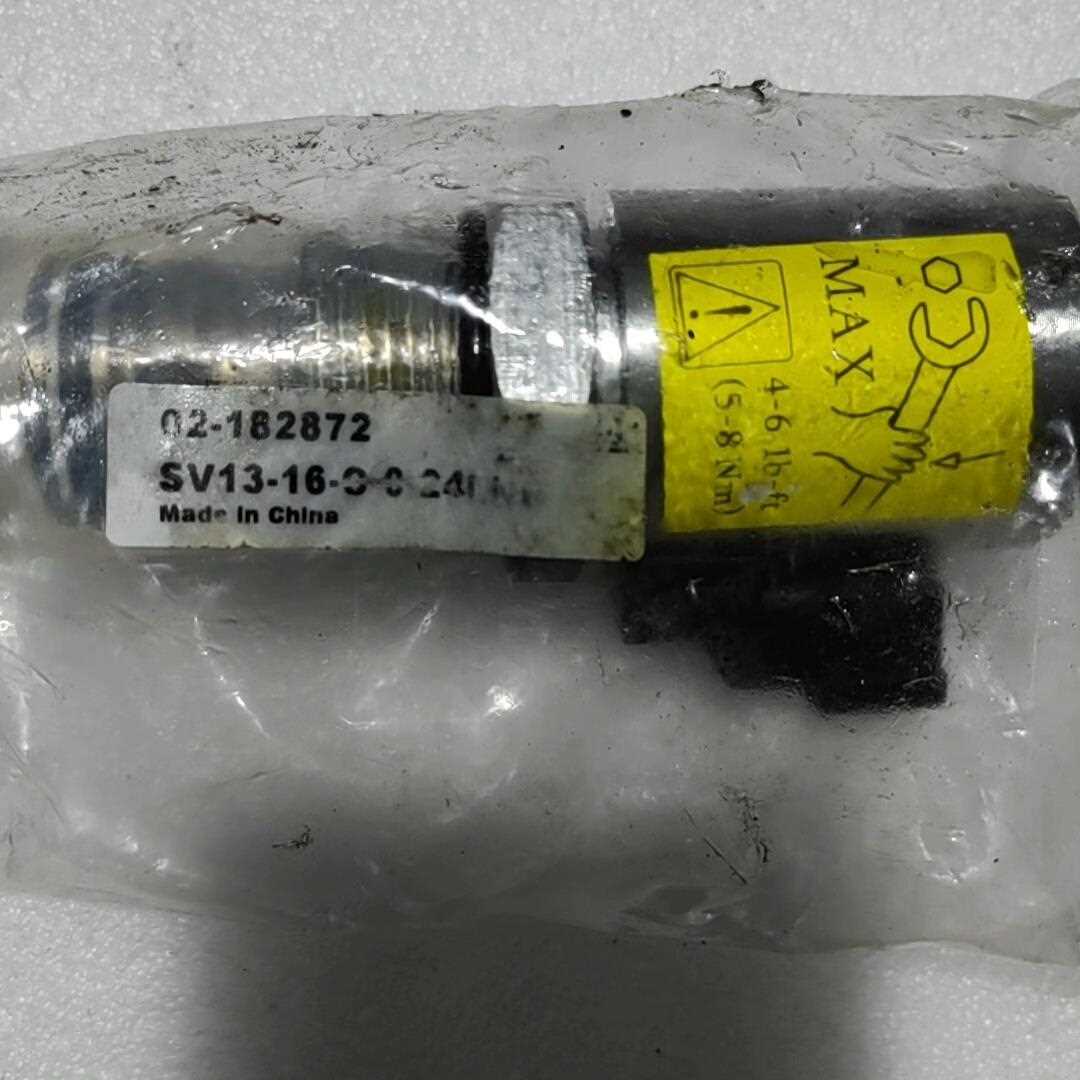 02-182872
SV13-16-
Made in China
MAX
4-6 lb-ft
(5-8 Nm)